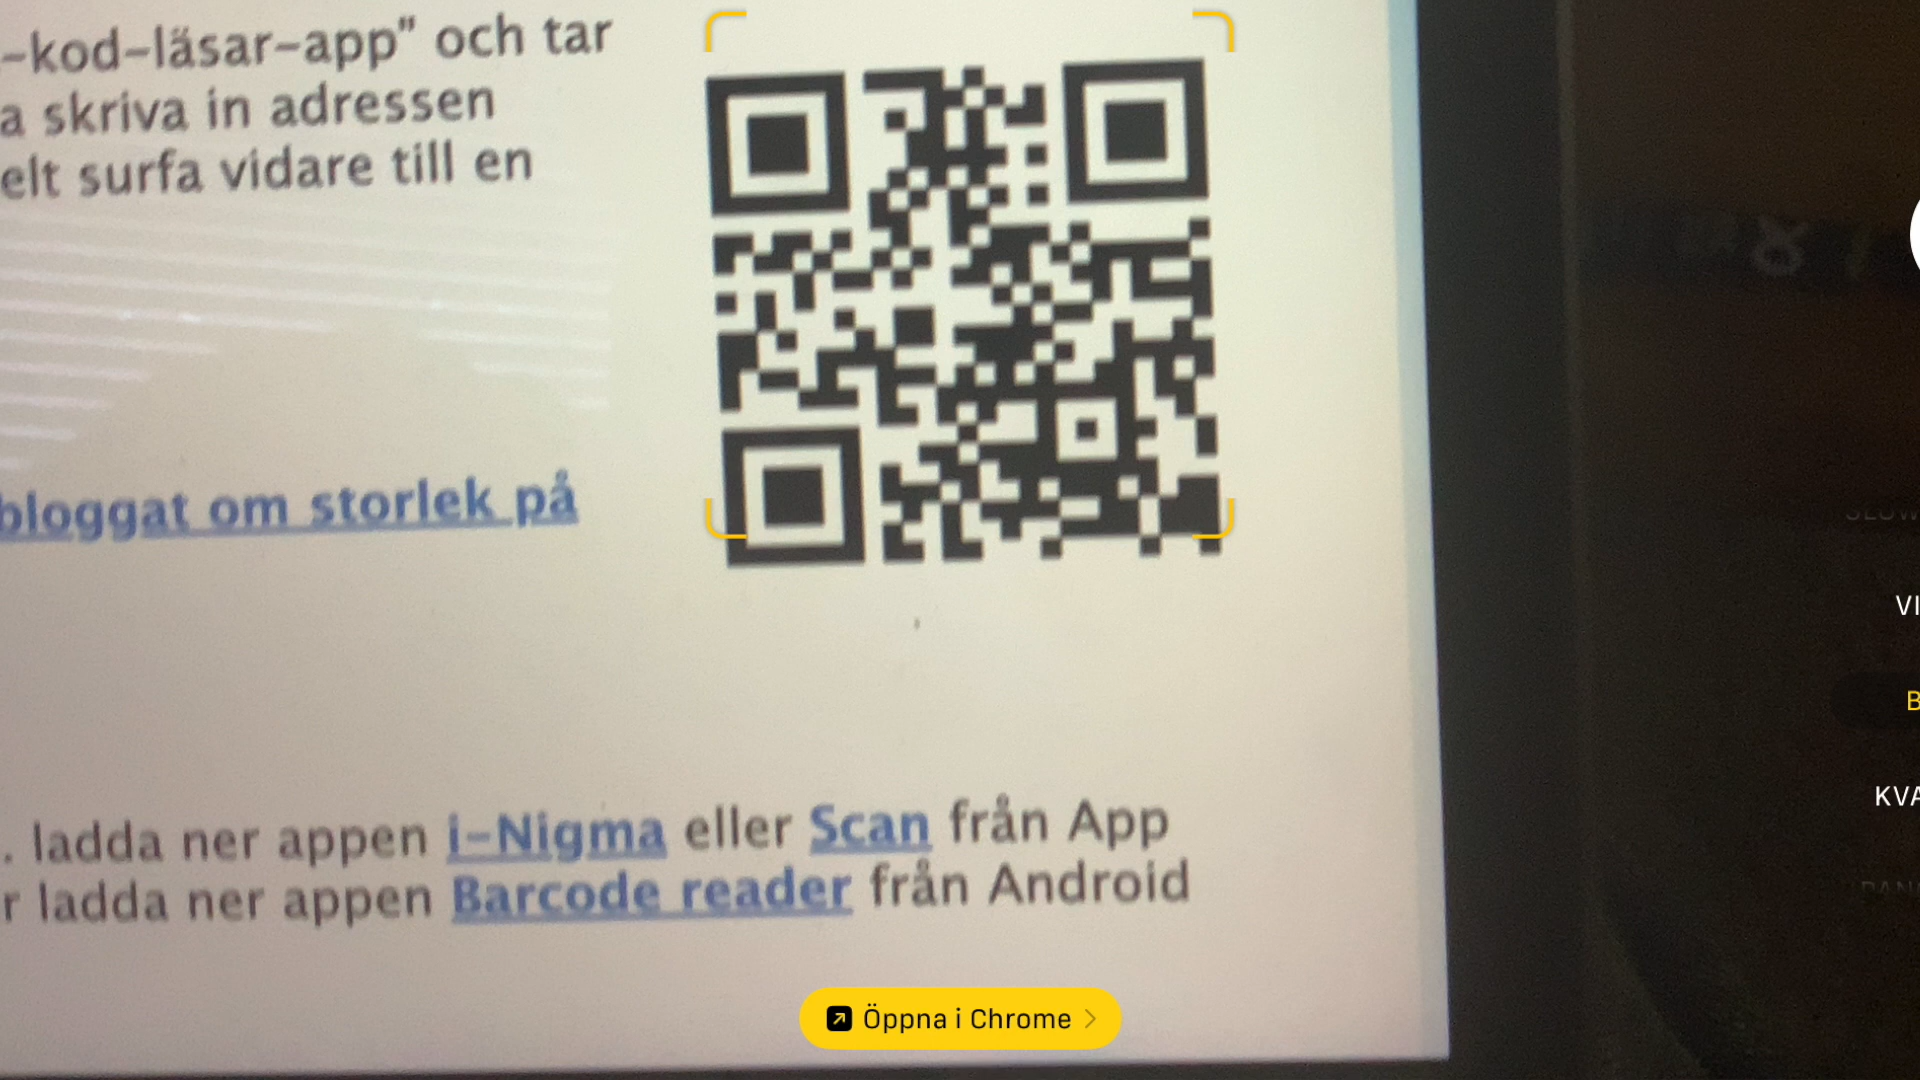 -kod-läsar-app" och tar
a skriva in adressen
elt surfa vidare till en
bloggat om storlek på
. ladda ner appen i-Nigma eller Scan från App
r ladda ner appen Barcode reader från Android
Öppna i Chrome
VI
B
KVA